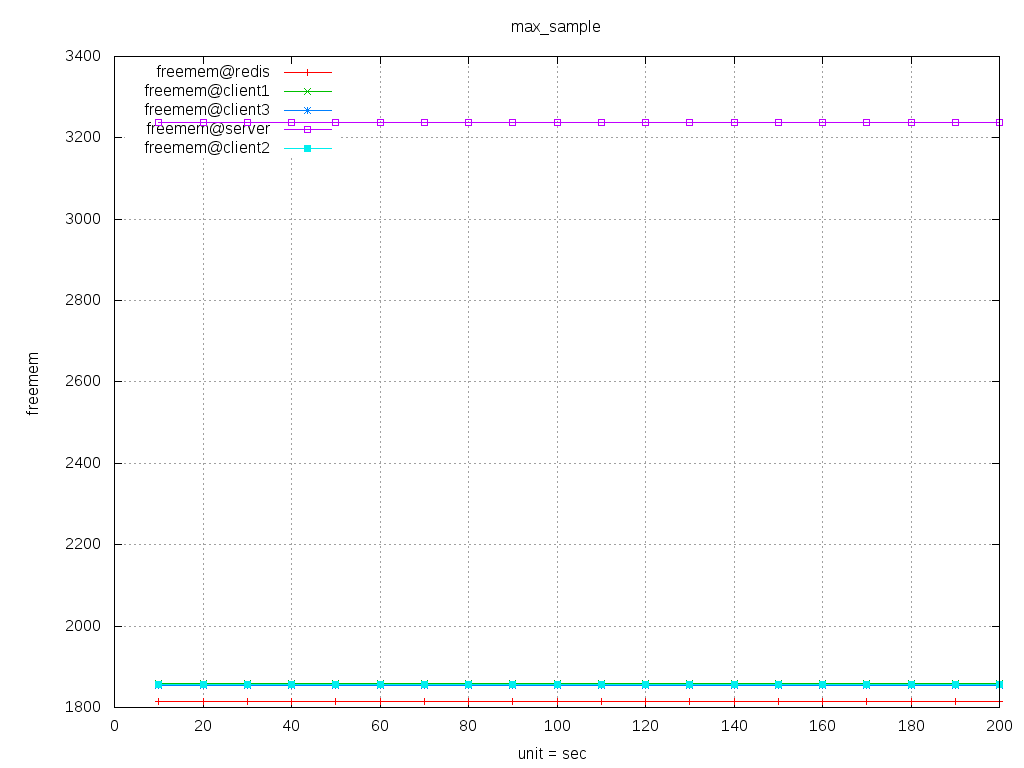 max_sample
3400
3200
3000
2800
2600
2400
2200
2000
1800
freemem
freemem@redis
freemem@client1
freemem@client3
freemem@server
freemem@client2
0 20 40 60 80 100 120 140 160 180 200
unit = sec